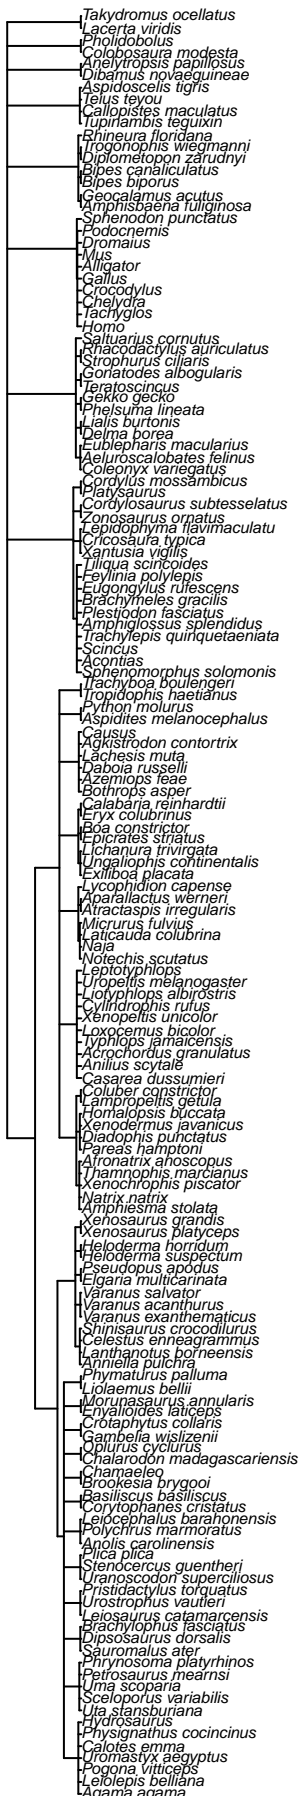 Takydromus ocellatus
Lacerta viridis
Pholidobolus
Colobosaura modesta
Anelytropsis papillosus
Dibamus novaeguineae
Aspidoscelis tigris
Teius teyou
Callopistes maculatus
Tupinambis teguixin
Rhineura floridana
Trogonophis wiegmanni
Diplometopon zarudnyi
Bipes canaliculatus
Bipes biporus
Geocalamus acutus
Amphisbaena fuliginosa
Sphenodon punctatus
Podocnemis
Dromaius
Mus
Alligator
Gallus
Crocodylus
Chelydra
Tachyglos
Homo
Saltuarius cornutus
Rhacodactylus auriculatus
Strophurus ciliaris
Gonatodes albogularis
Teratoscincus
Gekko gecko
Phelsuma lineata
Lialis burtonis
Delma borea
Eublepharis macularius
Aeluroscalobates felinus
Coleonyx variegatus
Cordylus mossambicus
Platysaurus
Cordylosaurus subtesselatus
Zonosaurus ornatus
Lepidophyma flavimaculatu
Cricosaura typica
Xantusia vigilis
Tiliqua scincoides
Feylinia polylepis
Eugongylus rufescens
Brachymeles gracilis
Plestiodon fasciatus
Amphiglossus splendidus
Trachylepis quinquetaeniata
Scincus
Acontias
Sphenomorphus solomonis
Trachyboa boulengeri
Tropidophis haetianus
Python molurus
Aspidites melanocephalus
Causus
Agkistrodon contortrix
Lachesis muta
Daboia russelli
Azemiops feae
Bothrops asper
Calabaria reinhardtii
Eryx colubrinus
Boa constrictor
Epicrates striatus
Lichanura trivirgata
Ungaliophis continentalis
Exiliboa placata
Lycophidion capense
Aparallactus werneri
Atractaspis irregularis
Micrurus fulvius
Laticauda colubrina
Naja
Notechis scutatus
Leptotyphlops
Uropeltis melanogaster
Liotyphlops albirostris
Cylindrophis rufus
Xenopeltis unicolor
Loxocemus bicolor
Typhlops jamaicensis
Acrochordus granulatus
Anilius scytale
Casarea dussumieri
Coluber constrictor
Lampropeltis getula
Homalopsis buccata
Xenodermus javanicus
Diadophis punctatus
Pareas hamptoni
Afronatrix anoscopus
Thamnophis marcianus
Xenochrophis piscator
Natrix natrix
Amphiesma stolata
Xenosaurus grandis
Xenosaurus platyceps
Heloderma horridum
Heloderma suspectum
Pseudopus apodus
Elgaria multicarinata
Varanus salvator
Varanus acanthurus
Varanus exanthematicus
Shinisaurus crocodilurus
Celestus enneagrammus
Lanthanotus borneensis
Anniella pulchra
Phymaturus palluma
Liolaemus bellii
Morunasaurus annularis
Enyalioides laticeps
Crotaphytus collaris
Gambelia wislizenii
Oplurus cyclurus
Chalarodon madagascariensis
Chamaeleo
Brookesia brygooi
Basiliscus basiliscus
Corytophanes cristatus
Leiocephalus barahonensis
Polychrus marmoratus
Anolis carolinensis
Plica plica
Stenocercus guentheri
Uranoscodon superciliosus
Pristidactylus torquatus
Urostrophus vautieri
Leiosaurus catamarcensis
Brachylophus fasciatus
Dipsosaurus dorsalis
Sauromalus ater
Phrynosoma platyrhinos
Petrosaurus mearnsi
Uma scoparia
Sceloporus variabilis
Uta stansburiana
Hydrosaurus
Physignathus cocincinus
Calotes emma
Uromastyx aegyptus
Pogona vitticeps
Leiolepis belliana
Agama agama